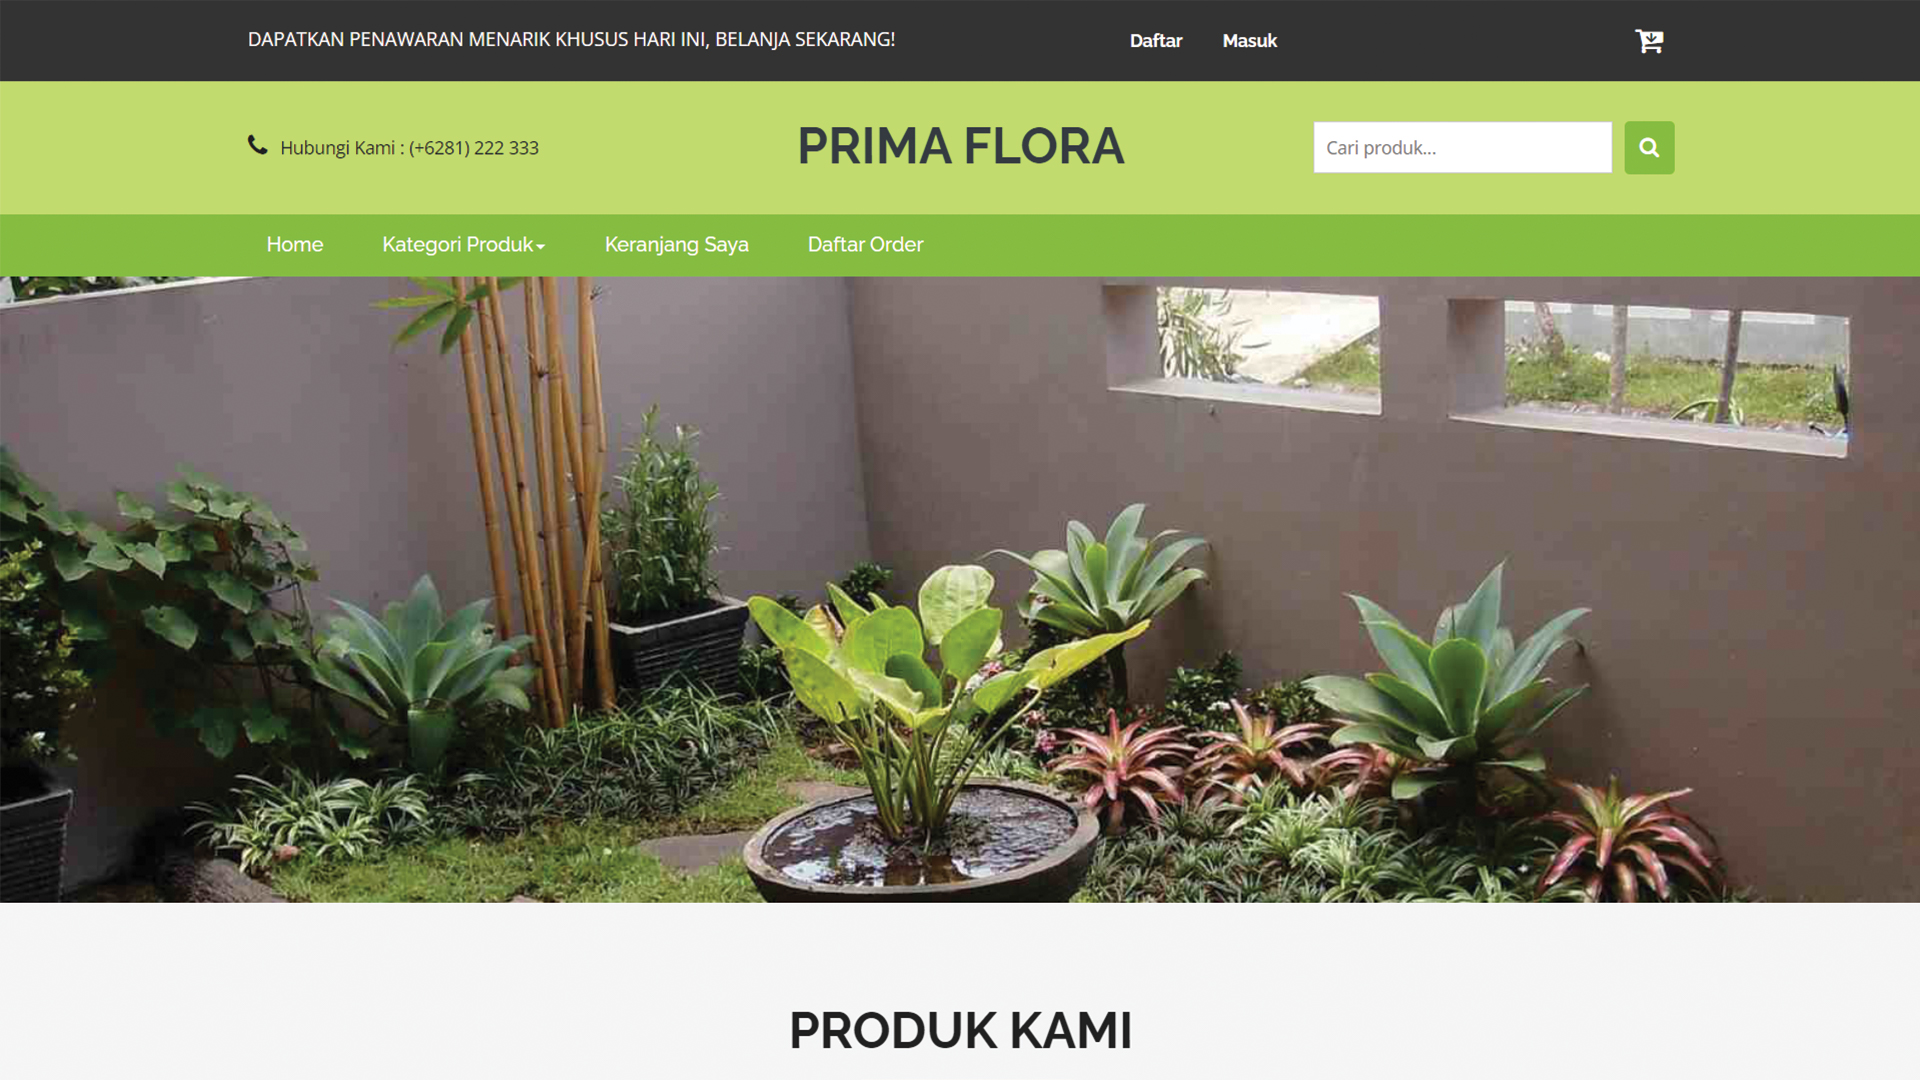 DAPATKAN PENAWARAN MENARIK KHUSUS HARI INI, BELANJA SEKARANG!
Daftar
Masuk
Hubungi Kami : (+6281) 222 333
PRIMA FLORA
Cari produk...
Home
Kategori Produk
Keranjang Saya
Daftar Order
PRODUK KAMI